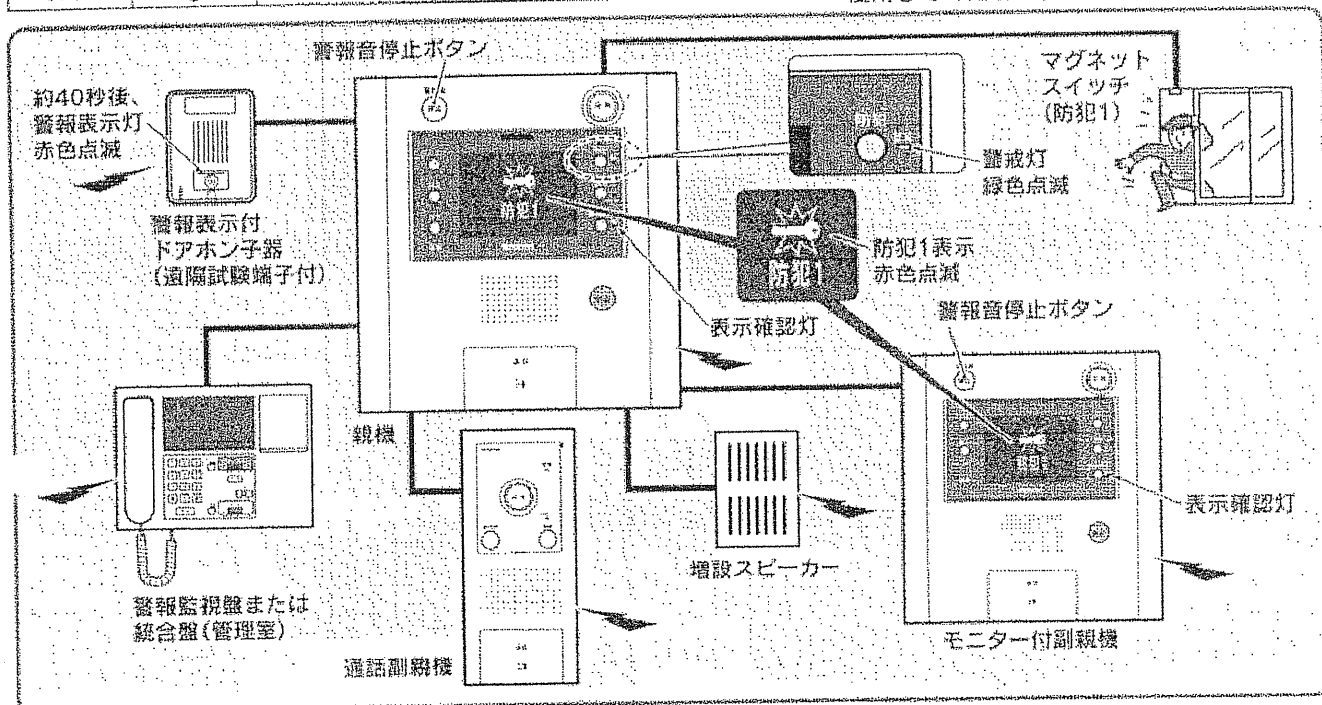 警報音停止ボタン
約40秒後、
警報表示灯
赤色点滅
警報表示付
ドアホン子器
(遠隔試験端子付)
マグネット
スイッチ
(防犯1)
警戒灯
緑色点滅
防犯1
防犯1
防犯1表示
赤色点滅
表示確認灯
警報音停止ボタン
親機
防犯1
表示確認灯
増設スピーカー
警報監視盤または
統合盤(管理室)
通話副親機
モニター付副親機